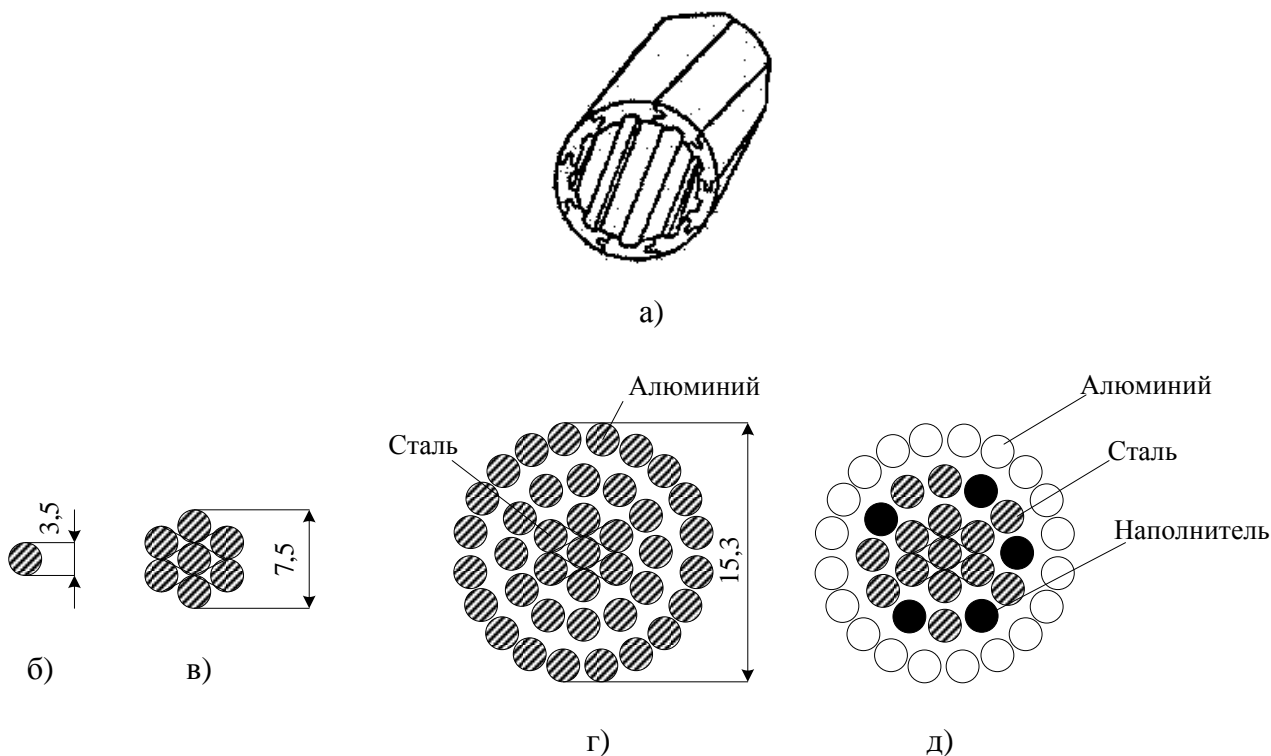 а)
Алюминий
Сталь
3,5
7,5
15,3
Алюминий
Сталь
Наполнитель
б)
в)
г)
д)